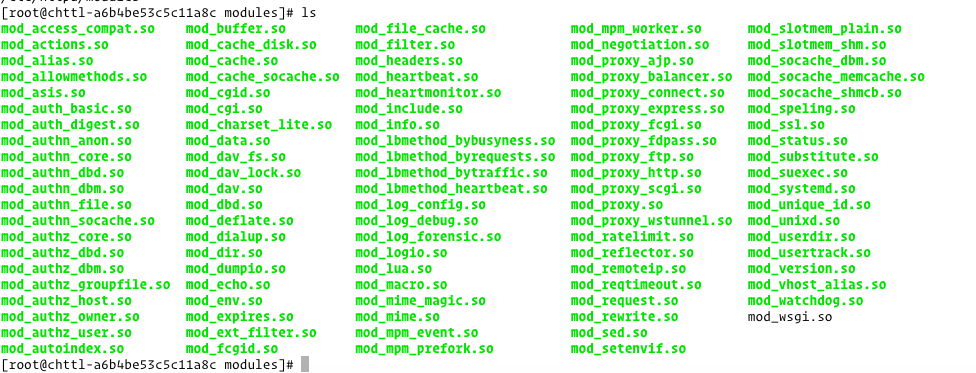 [root@chttl-a6b4be53c5c11a8c modules]# ls
mod_access_compat.so mod_buffer.so mod_file_cache.so mod_mpm_worker.so mod_slotmem_plain.so
mod_actions.so mod_cache_disk.so mod_filter.so mod_negotiation.so mod_slotmem_shm.so
mod_alias.so mod_cache.so mod_headers.so mod_proxy_ajp.so mod_socache_dbm.so
mod_allowmethods.so mod_cache_socache.so mod_heartbeat.so mod_proxy_balancer.so mod_socache_memcache.so
mod_asis.so mod_cgid.so mod_heartmonitor.so mod_proxy_connect.so mod_socache_shmcb.so
mod_auth_basic.so mod_cgi.so mod_include.so mod_proxy_express.so mod_speling.so
mod_auth_digest.so mod_charset_lite.so mod_info.so mod_proxy_fcgi.so mod_ssl.so
mod_authn_anon.so mod_data.so mod_lbmethod_bybusyness.so mod_proxy_fdpass.so mod_status.so
mod_authn_core.so mod_dav_fs.so mod_lbmethod_byrequests.so mod_proxy_ftp.so mod_substitute.so
mod_authn_dbd.so mod_dav_lock.so mod_lbmethod_bytraffic.so mod_proxy_http.so mod_suexec.so
mod_authn_dbm.so mod_dav.so mod_lbmethod_heartbeat.so mod_proxy_scgi.so mod_systemd.so
mod_authn_file.so mod_dbd.so mod_log_config.so mod_proxy.so mod_unique_id.so
mod_authn_socache.so mod_deflate.so mod_log_debug.so mod_proxy_wstunnel.so mod_unixd.so
mod_authz_core.so mod_dialup.so mod_log_forensic.so mod_ratelimit.so mod_userdir.so
mod_authz_dbd.so mod_dir.so mod_logio.so mod_reflector.so mod_usertrack.so
mod_authz_dbm.so mod_dumpio.so mod_lua.so mod_remoteip.so mod_version.so
mod_authz_groupfile.so mod_echo.so mod_macro.so mod_reqtimeout.so mod_vhost_alias.so
mod_authz_host.so mod_env.so mod_mime_magic.so mod_request.so mod_watchdog.so
mod_authz_owner.so mod_expires.so mod_mime.so mod_rewrite.so mod_wsgi.so
mod_authz_user.so mod_ext_filter.so mod_mpm_event.so mod_sed.so
mod_autoindex.so mod_fcgid.so mod_mpm_prefork.so mod_setenvif.so
[root@chttl-a6b4be53c5c11a8c modules]#